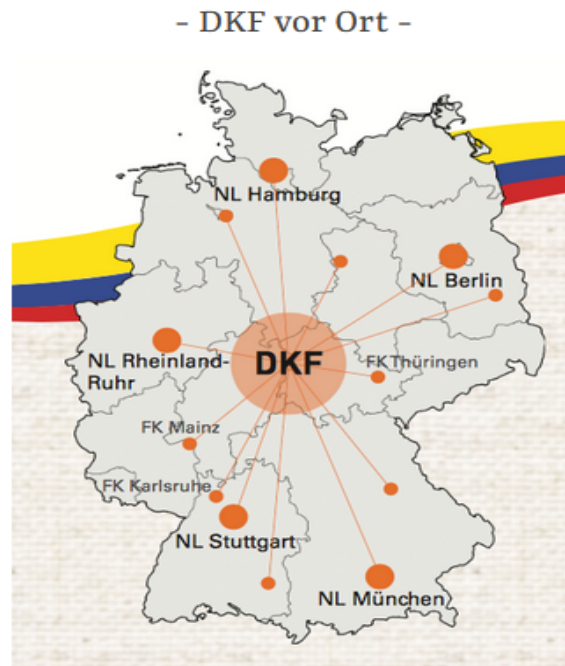 - DKF vor Ort -
NL Hamburg
NL Berlin
NL Rheinland-
Ruhr
DKF
FK Thüringen
FK Mainz
FK Karlsruhe
NL Stuttgart
NL München